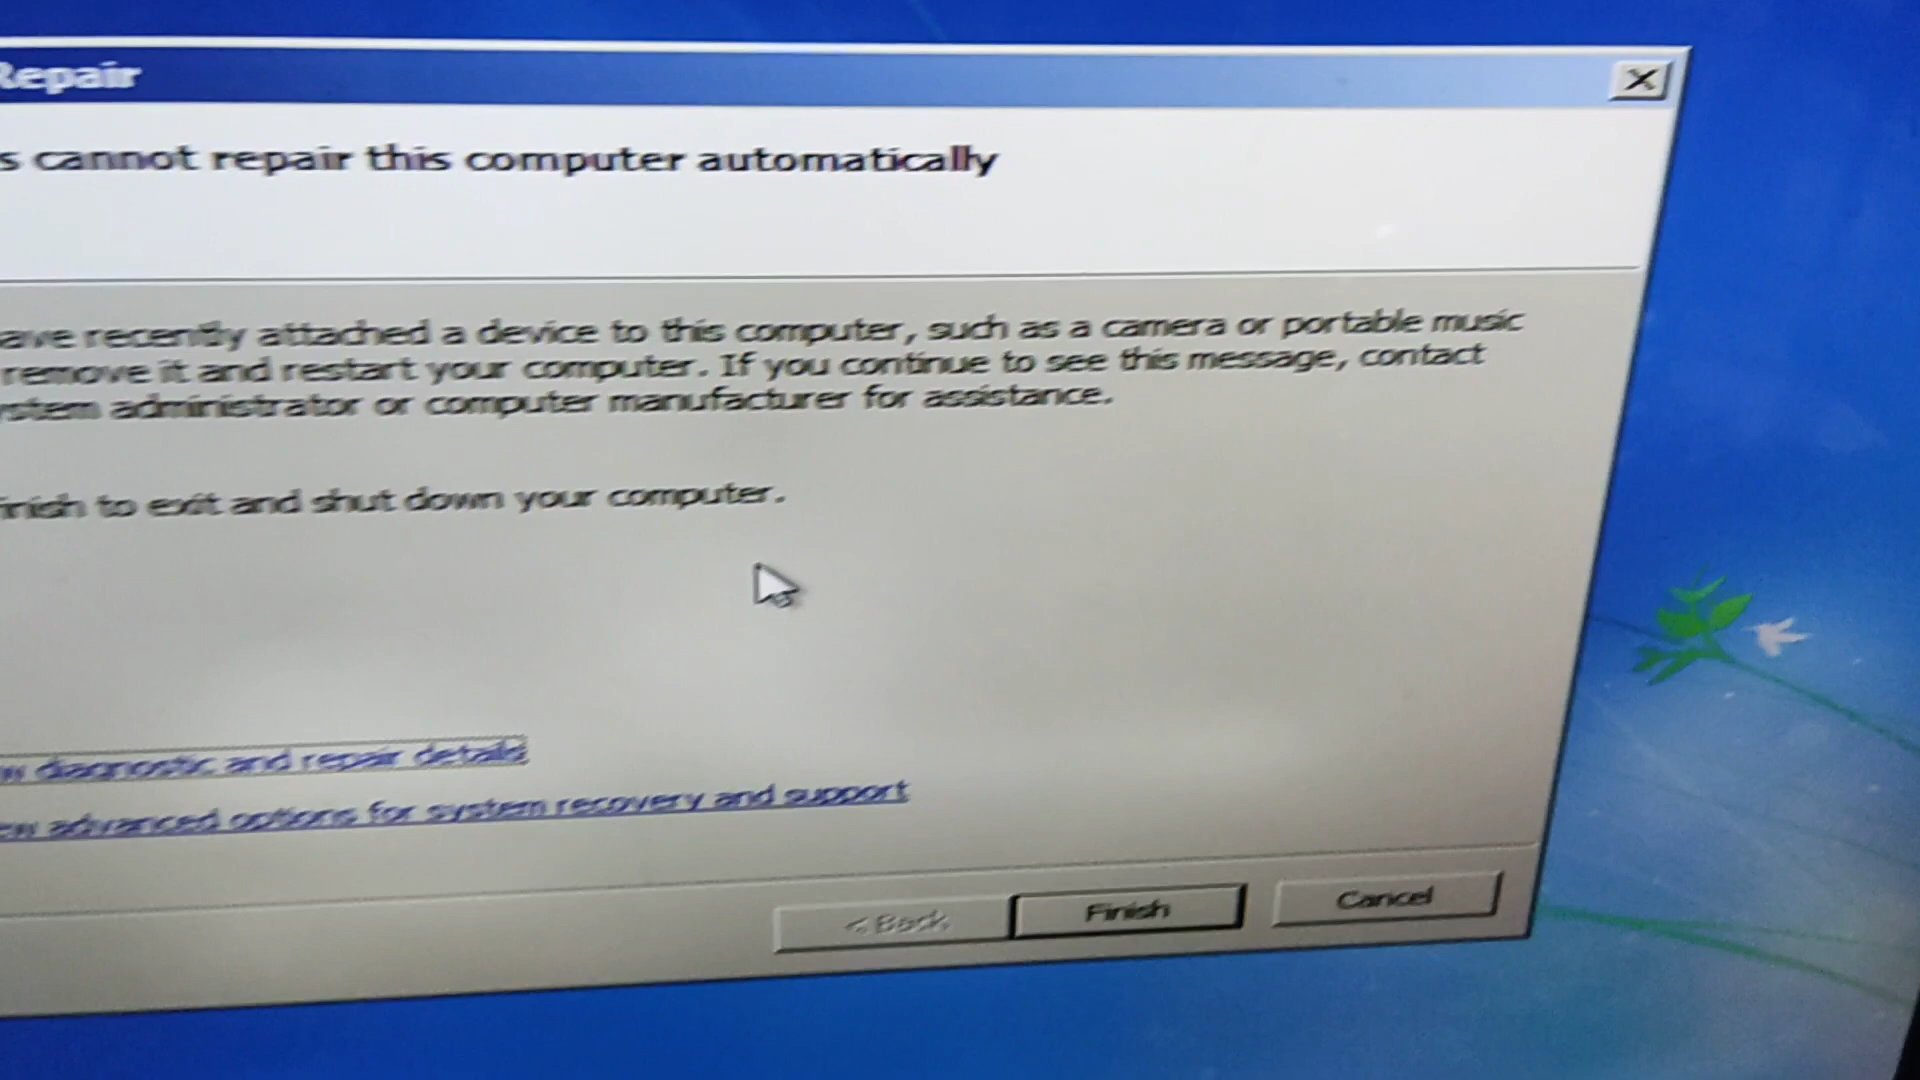 Repair
s cannot repair this computer automatically
ave recently attached a device to this computer, such as a camera or portable music
remove it and restart your computer. If you continue to see this message, contact
ystem administrator or computer manufacturer for assistance.
inish to exit and shut down your computer.
w diagnostic and repair details
ew advanced options for system recovery and support
< Back
Finish
Cancel